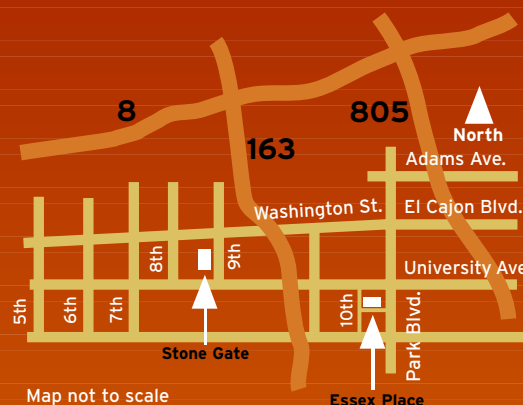 8
805
North
163
Adams Ave.
Washington St.
El Cajon Blvd.
8th
9th
University Ave
5th
6th
7th
10th
Park Blvd.
Stone Gate
Map not to scale
Essex Place